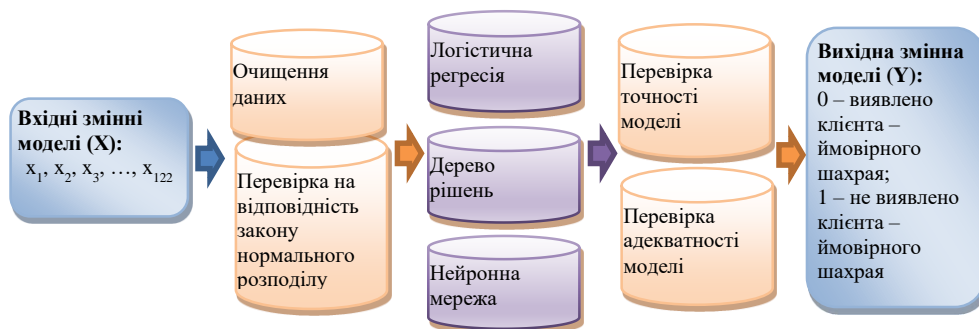 Вхідні змінні
моделі (X):
x₁, x₂, x₃, …, x₁₂₂
Очищення
даних
Перевірка на
відповідність
закону
нормального
розподілу
Логістична
регресія
Дерево
рішень
Нейронна
мережа
Перевірка
точності
моделі
Перевірка
адекватності
моделі
Вихідна змінна
моделі (Y):
0 – виявлено
клієнта –
ймовірного
шахрая;
1 – не виявлено
клієнта –
ймовірного
шахрая